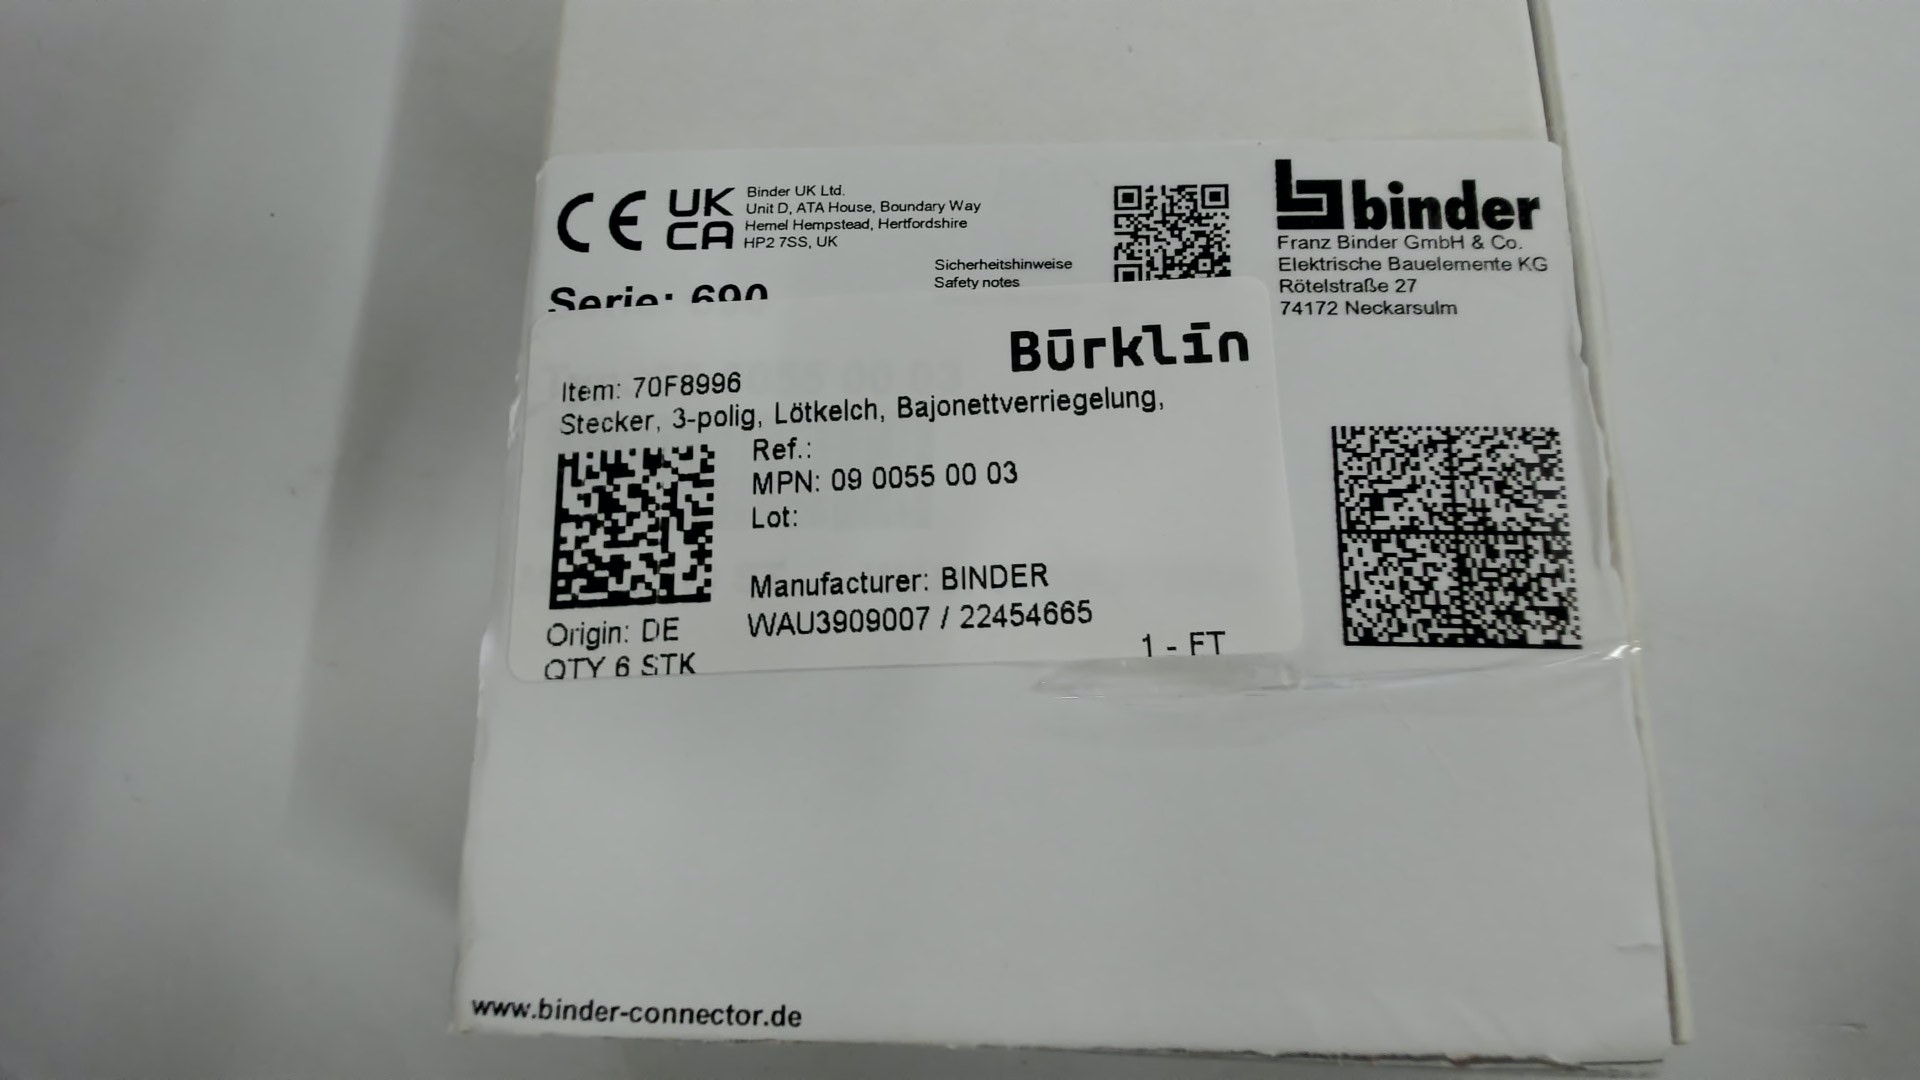 CE UK CA
Binder UK Ltd.
Unit D, ATA House, Boundary Way
Hemel Hempstead, Hertfordshire
HP2 7SS, UK
Sicherheitshinweise
Safety notes
binder
Franz Binder GmbH & Co.
Elektrische Bauelemente KG
Rötelstraße 27
74172 Neckarsulm
Serie: 690
Bürklin
Item: 70F8996
Stecker, 3-polig, Lötkelch, Bajonettverriegelung,
Ref.:
MPN: 09 0055 00 03
Lot:
Manufacturer: BINDER
WAU3909007 / 22454665
Origin: DE
QTY 6 STK
1 - FT
www.binder-connector.de